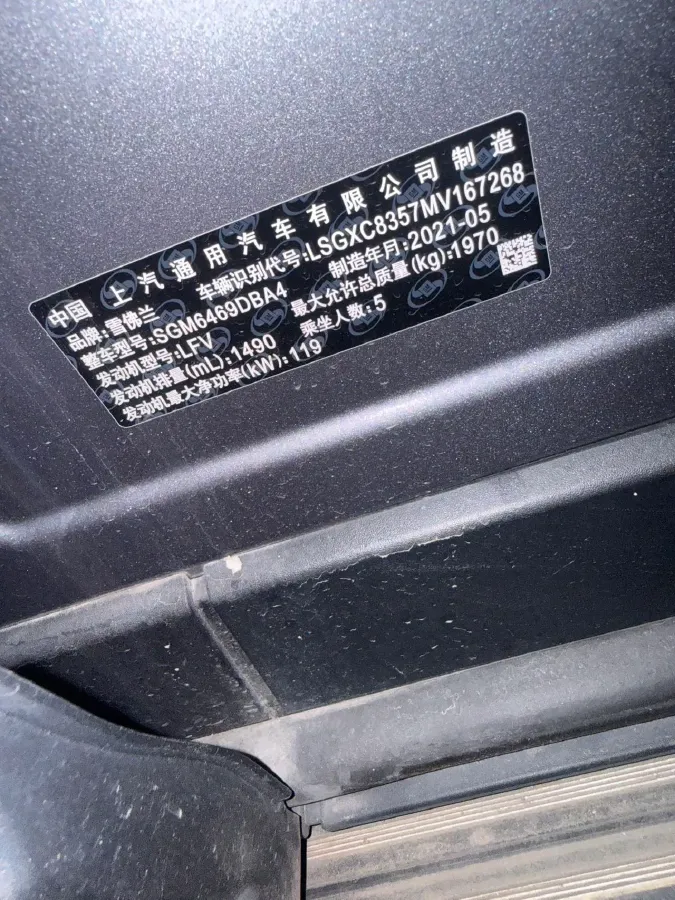 中国 上汽通用汽车有限公司制造
品牌:雪佛兰 车辆识别代号:LSGXC8357MV167268
整车型号:SGM6469DBA4 制造年月:2021-05
发动机型号:LFV 最大允许总质量(kg):1970
发动机排量(mL):1490 乘坐人数:5
发动机最大净功率(kW):119